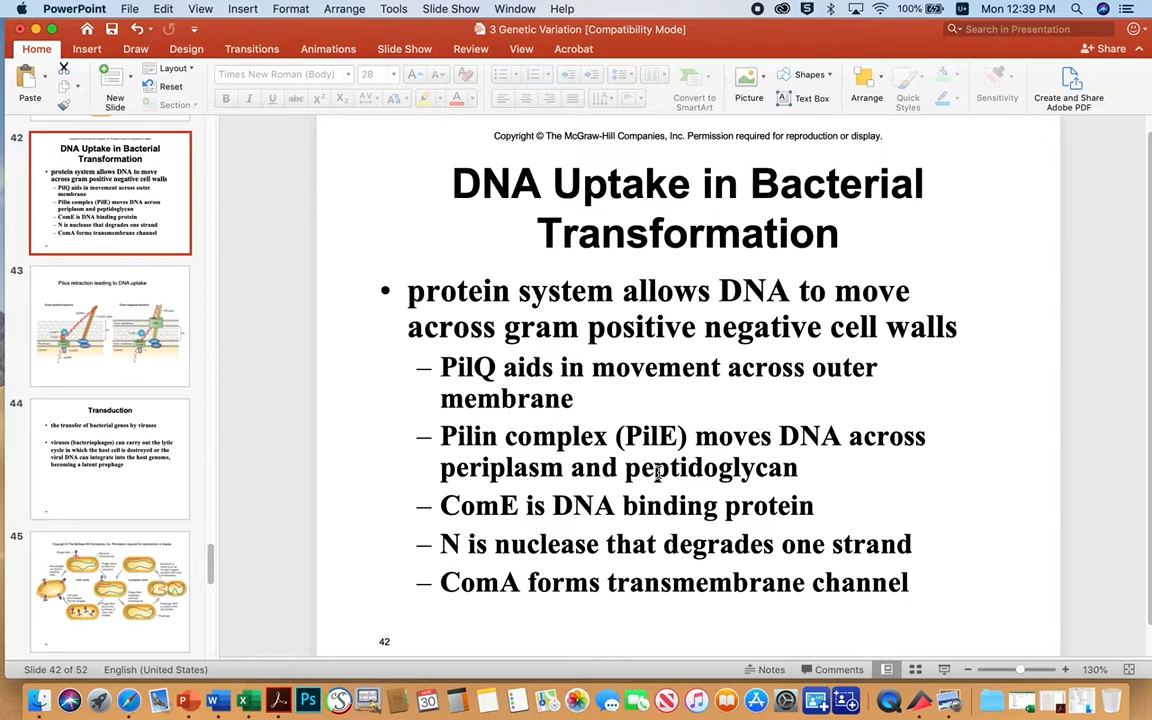 PowerPoint File Edit View Insert Format Arrange Tools Slide Show Window Help 100% Mon 12:39 PM
3 Genetic Variation [Compatibility Mode] Search in Presentation
Home Insert Draw Design Transitions Animations Slide Show Review View Acrobat Share
Paste New Slide Layout Reset Section Times New Roman (Body) 28 Convert to SmartArt Picture Shapes Text Box Arrange Quick Styles Sensitivity Create and Share Adobe PDF
42
DNA Uptake in Bacterial
Transformation
• protein system allows DNA to move
across gram positive negative cell walls
– PilQ aids in movement across outer
membrane
– Pilin complex (PilE) moves DNA across
periplasm and peptidoglycan
– ComE is DNA binding protein
– N is nuclease that degrades one strand
– ComA forms transmembrane channel
43
Pilus retraction leading to DNA uptake
44
Transduction
• the transfer of bacterial genes by viruses
• viruses (bacteriophages) can carry out the lytic
cycle in which the host cell is destroyed or the
viral DNA can integrate into the host genome,
becoming a latent prophage
45
Copyright © The McGraw-Hill Companies, Inc. Permission required for reproduction or display.
DNA Uptake in Bacterial
Transformation
• protein system allows DNA to move
across gram positive negative cell walls
– PilQ aids in movement across outer
membrane
– Pilin complex (PilE) moves DNA across
periplasm and peptidoglycan
– ComE is DNA binding protein
– N is nuclease that degrades one strand
– ComA forms transmembrane channel
42
Slide 42 of 52 English (United States) Notes Comments 130%